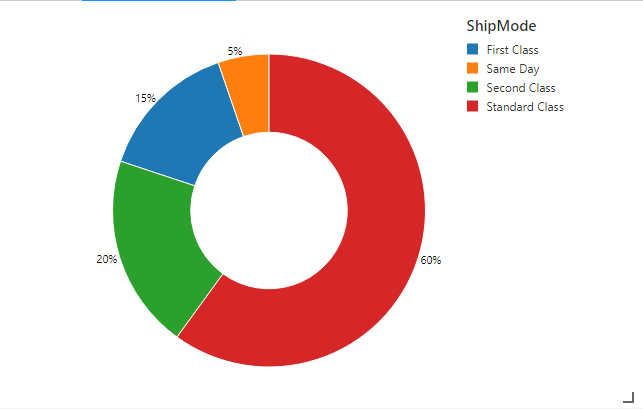 ShipMode
First Class
Same Day
Second Class
Standard Class
5%
15%
20%
60%